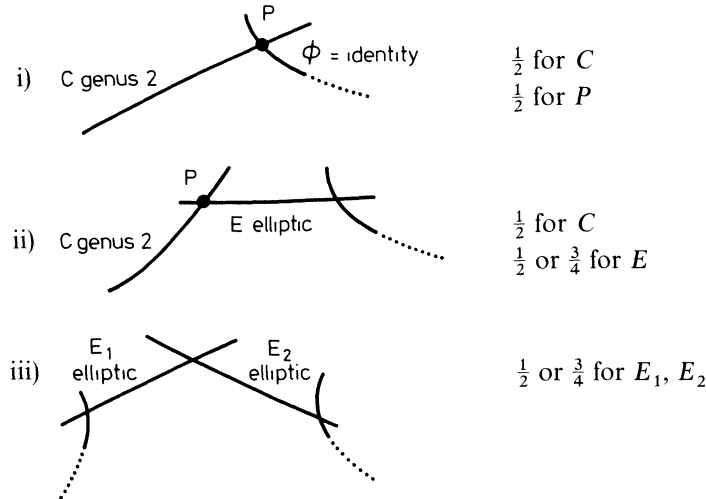 P
i) C genus 2 ϕ = identity ½ for C
½ for P
P
ii) C genus 2 E elliptic ½ for C
½ or ¾ for E
iii) E₁ elliptic E₂ elliptic ½ or ¾ for E₁, E₂